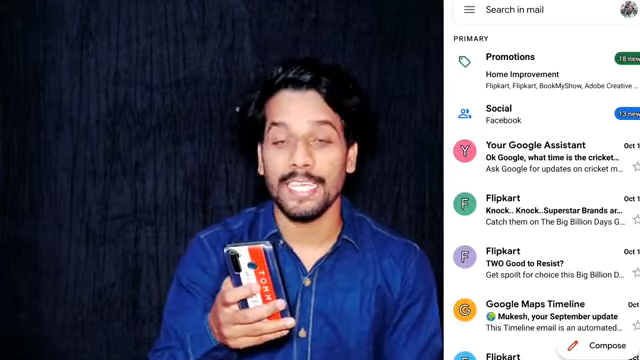 Search in mail
PRIMARY
Promotions
18 new
Home Improvement
Flipkart, Flipkart, BookMyShow, Adobe Creative ...
Social
13 new
Facebook
Y
Your Google Assistant
Oct 1
Ok Google, what time is the cricket...
Ask Google for updates on cricket m...
F
Flipkart
Oct 1
Knock.. Knock..Superstar Brands ar...
Catch them on The Big Billion Days G...
F
Flipkart
Oct
TWO Good to Resist?
Get spoilt for choice this Big Billion D...
G
Google Maps Timeline
Oct
Mukesh, your September update
This Timeline email is an automated...
Compose
Flipkart
TOMM